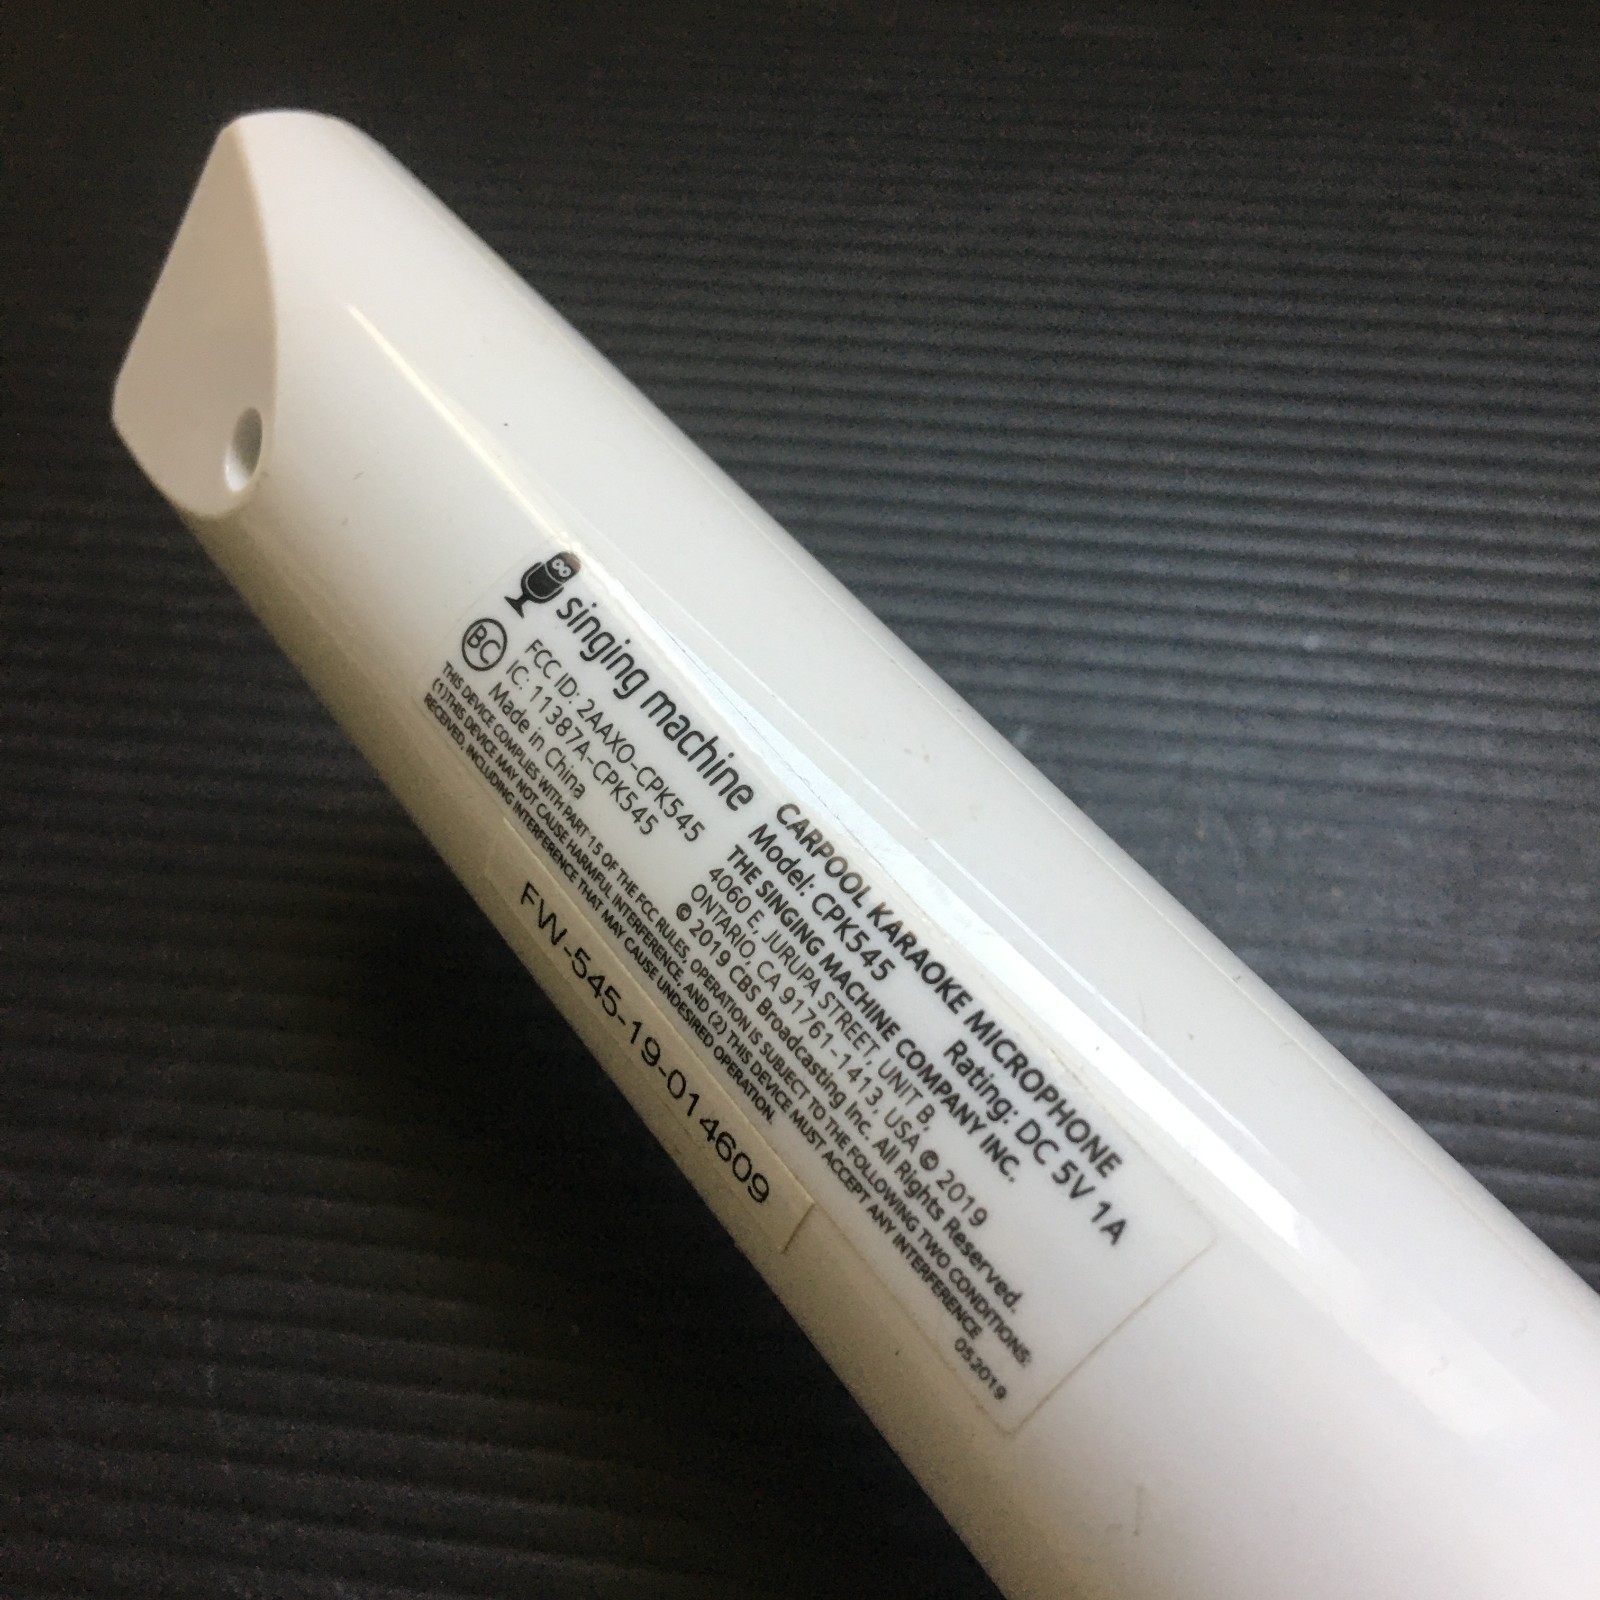 singing machine
CARPOOL KARAOKE MICROPHONE
Model: CPK545 Rating: DC 5V 1A
FCC ID: 2AAXO-CPK545
IC: 11387A-CPK545
Made in China
BC
THE SINGING MACHINE COMPANY INC.
4060 E, JURUPA STREET, UNIT B,
ONTARIO, CA 91761-1413, USA © 2019
© 2019 CBS Broadcasting Inc. All Rights Reserved.
THIS DEVICE COMPLIES WITH PART 15 OF THE FCC RULES, OPERATION IS SUBJECT TO THE FOLLOWING TWO CONDITIONS:
(1)THIS DEVICE MAY NOT CAUSE HARMFUL INTERFERENCE, AND (2) THIS DEVICE MUST ACCEPT ANY INTERFERENCE
RECEIVED, INCLUDING INTERFERENCE THAT MAY CAUSE UNDESIRED OPERATION.
05.2019
FW-545-19-014609